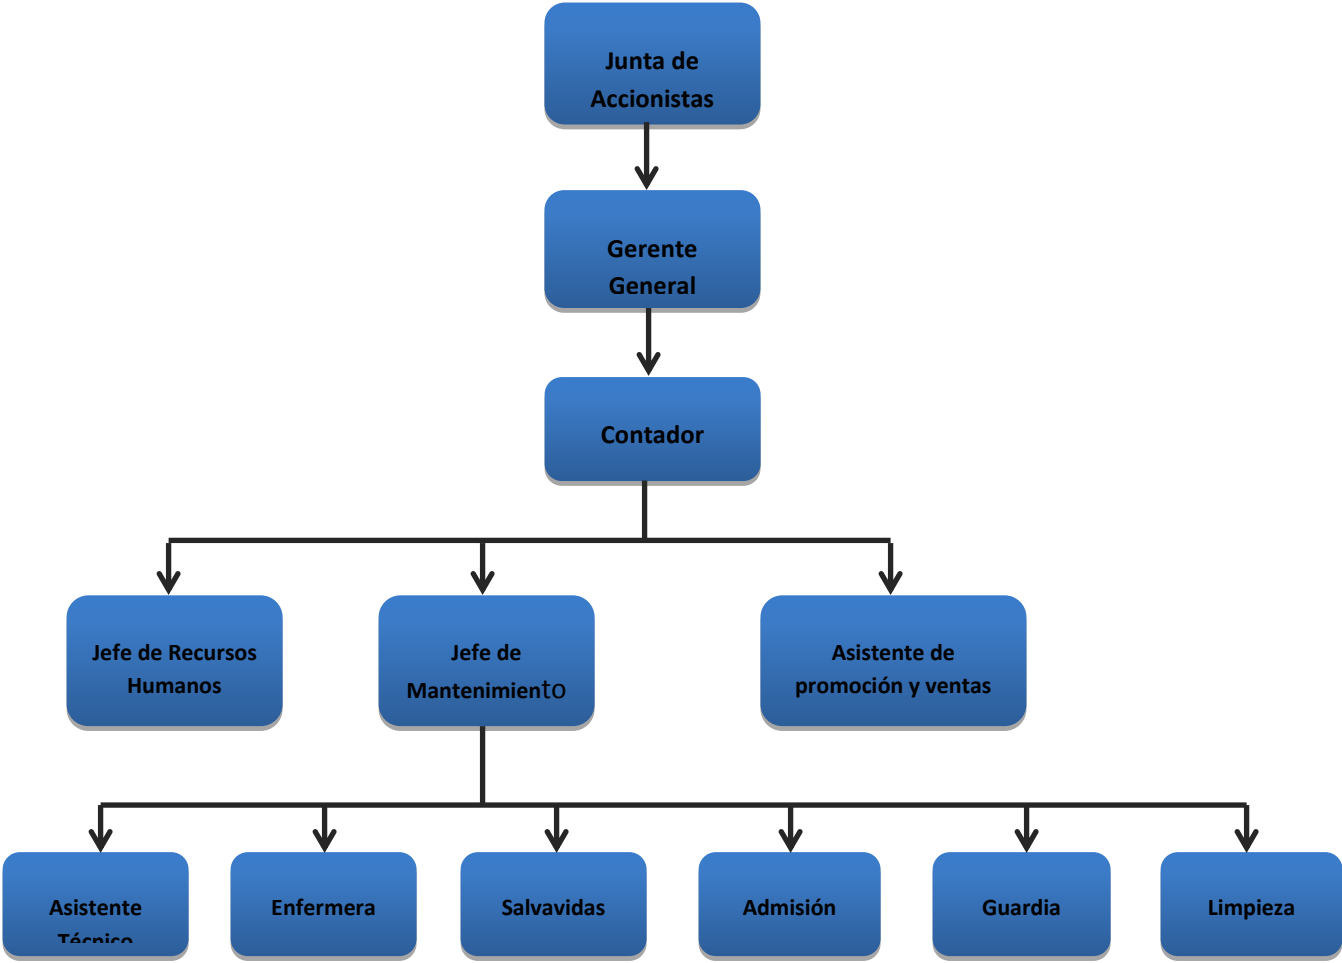 Junta de
Accionistas
Gerente
General
Contador
Jefe de Recursos
Humanos
Jefe de
Mantenimiento
Asistente de
promoción y ventas
Asistente
Técnico
Enfermera
Salvavidas
Admisión
Guardia
Limpieza